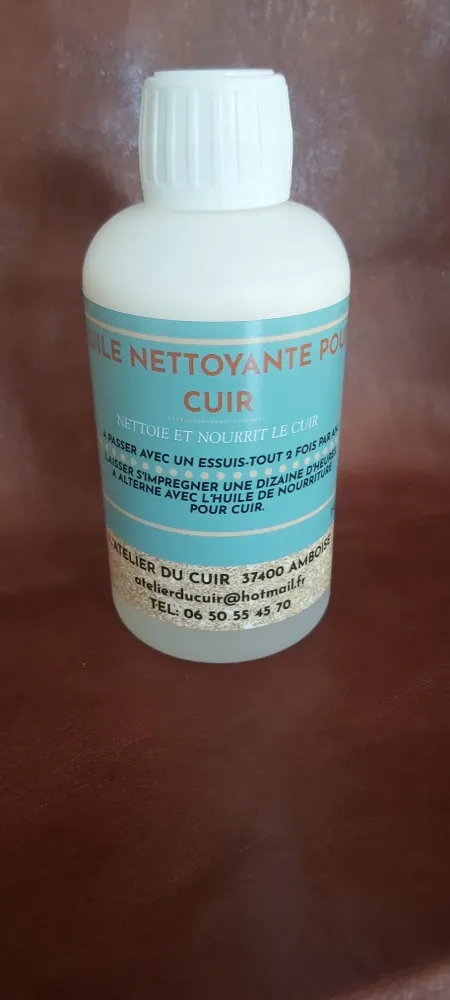 HUILE NETTOYANTE POUR
CUIR
NETTOIE ET NOURRIT LE CUIR
A PASSER AVEC UN ESSUIS-TOUT 2 FOIS PAR AN.
LAISSER S'IMPREGNER UNE DIZAINE D'HEURES
A ALTERNE AVEC L'HUILE DE NOURRITURE
POUR CUIR.
L'ATELIER DU CUIR 37400 AMBOISE
atelierducuir@hotmail.fr
TEL: 06 50 55 45 70